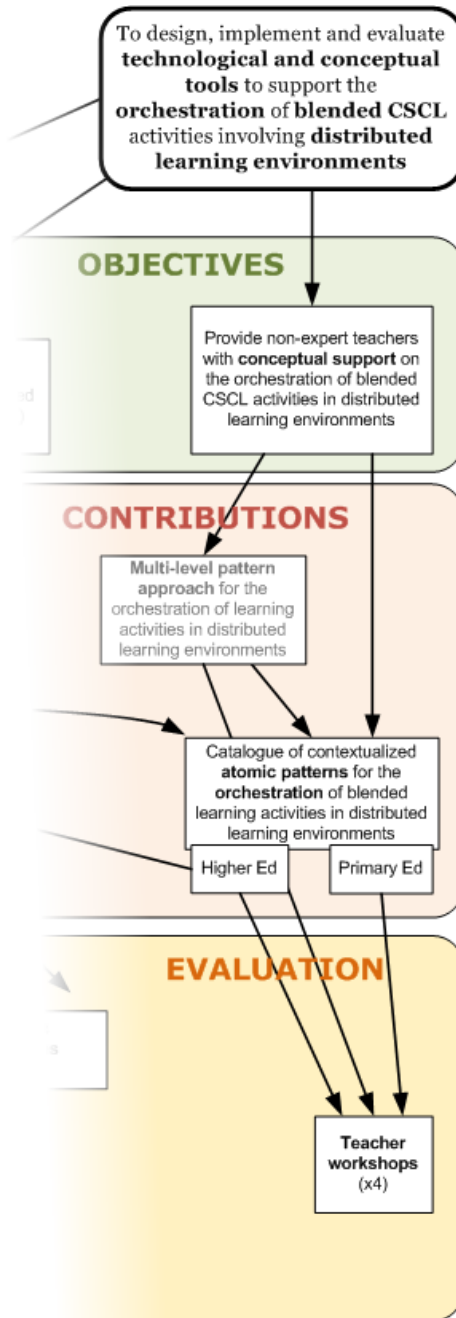 To design, implement and evaluate
technological and conceptual
tools to support the
orchestration of blended CSCL
activities involving distributed
learning environments
OBJECTIVES
Provide non-expert teachers
with conceptual support on
the orchestration of blended
CSCL activities in distributed
learning environments
CONTRIBUTIONS
Multi-level pattern
approach for the
orchestration of learning
activities in distributed
learning environments
Catalogue of contextualized
atomic patterns for the
orchestration of blended
learning activities in distributed
learning environments
Higher Ed
Primary Ed
EVALUATION
Teacher
workshops
(x4)